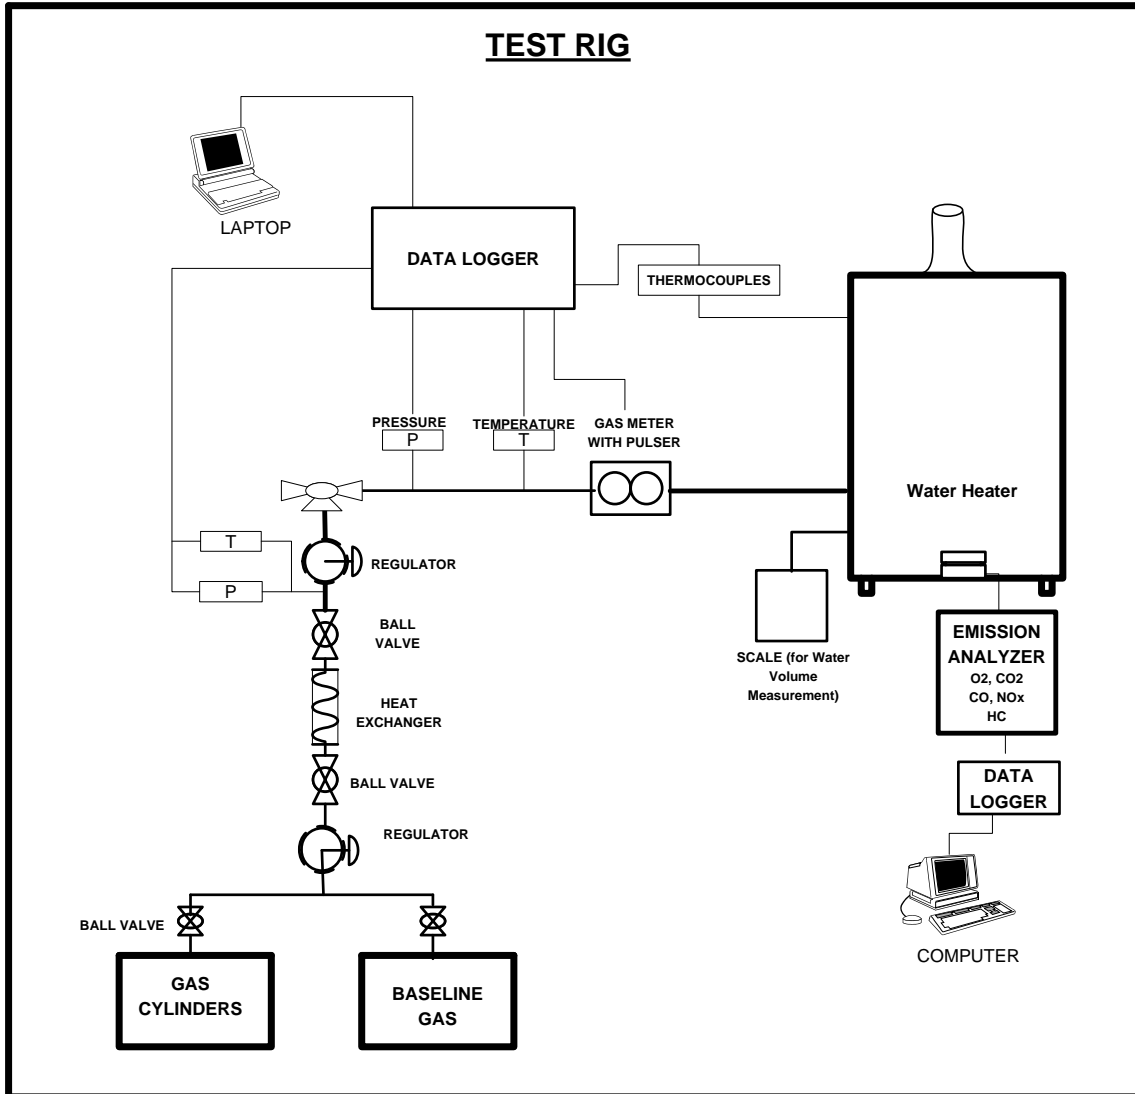 TEST RIG
LAPTOP
DATA LOGGER
THERMOCOUPLES
PRESSURE
P
TEMPERATURE
T
GAS METER
WITH PULSER
Water Heater
T
P
REGULATOR
BALL
VALVE
HEAT
EXCHANGER
BALL VALVE
REGULATOR
SCALE (for Water
Volume
Measurement)
EMISSION
ANALYZER
O2, CO2
CO, NOx
HC
DATA
LOGGER
COMPUTER
BALL VALVE
GAS
CYLINDERS
BASELINE
GAS